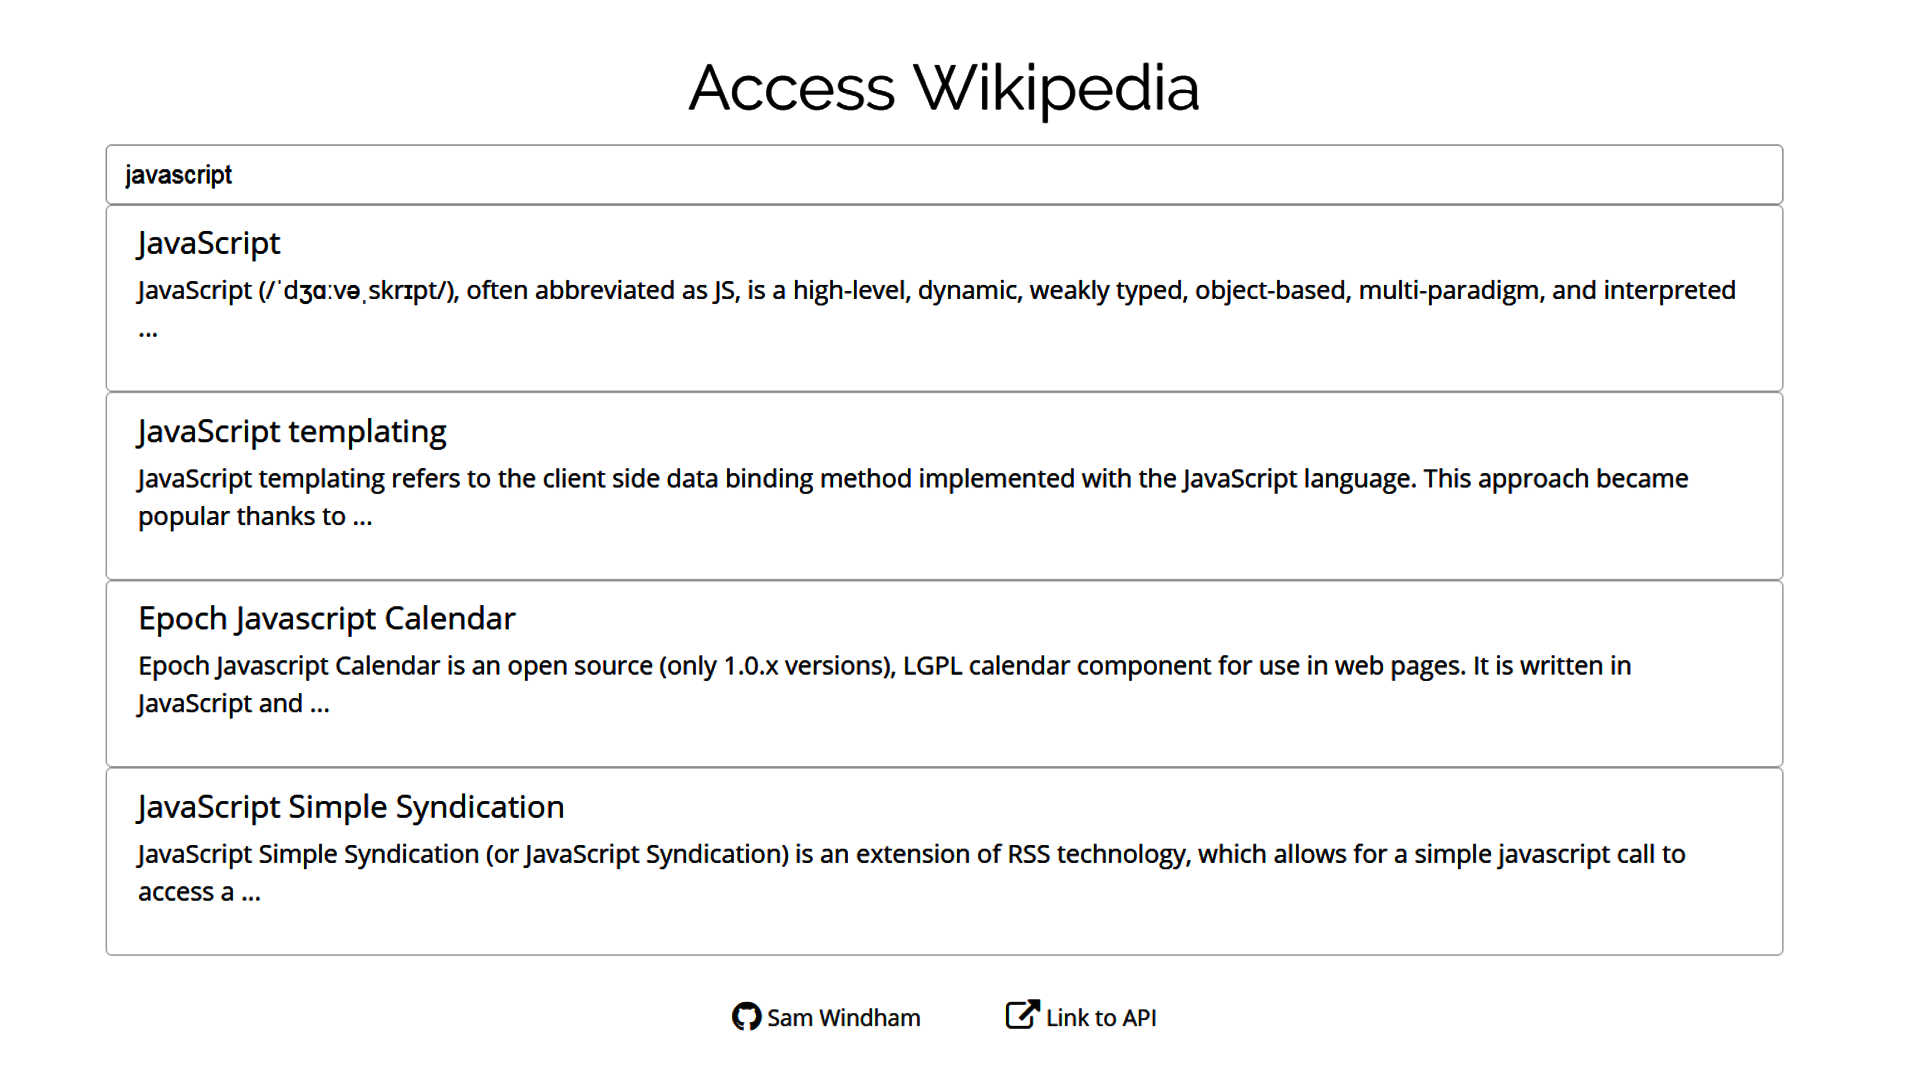 Access Wikipedia
javascript
JavaScript
JavaScript (/ˈdʒɑːvəˌskrɪpt/), often abbreviated as JS, is a high-level, dynamic, weakly typed, object-based, multi-paradigm, and interpreted
...
JavaScript templating
JavaScript templating refers to the client side data binding method implemented with the JavaScript language. This approach became
popular thanks to ...
Epoch Javascript Calendar
Epoch Javascript Calendar is an open source (only 1.0.x versions), LGPL calendar component for use in web pages. It is written in
JavaScript and ...
JavaScript Simple Syndication
JavaScript Simple Syndication (or JavaScript Syndication) is an extension of RSS technology, which allows for a simple javascript call to
access a ...
Sam Windham Link to API